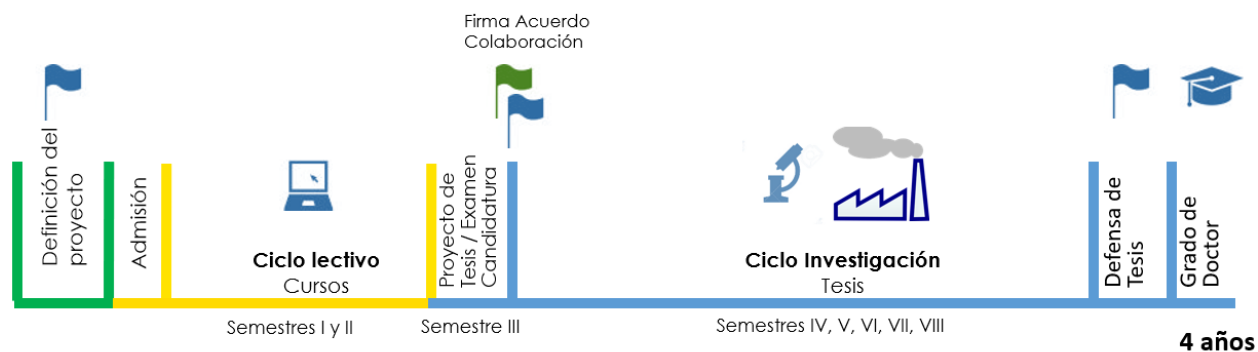 Firma Acuerdo
Colaboración
Definición del
proyecto
Admisión
Ciclo lectivo
Cursos
Proyecto de
Tesis / Examen
Candidatura
Ciclo Investigación
Tesis
Defensa de
Tesis
Grado de
Doctor
Semestres I y II
Semestre III
Semestres IV, V, VI, VII, VIII
4 años